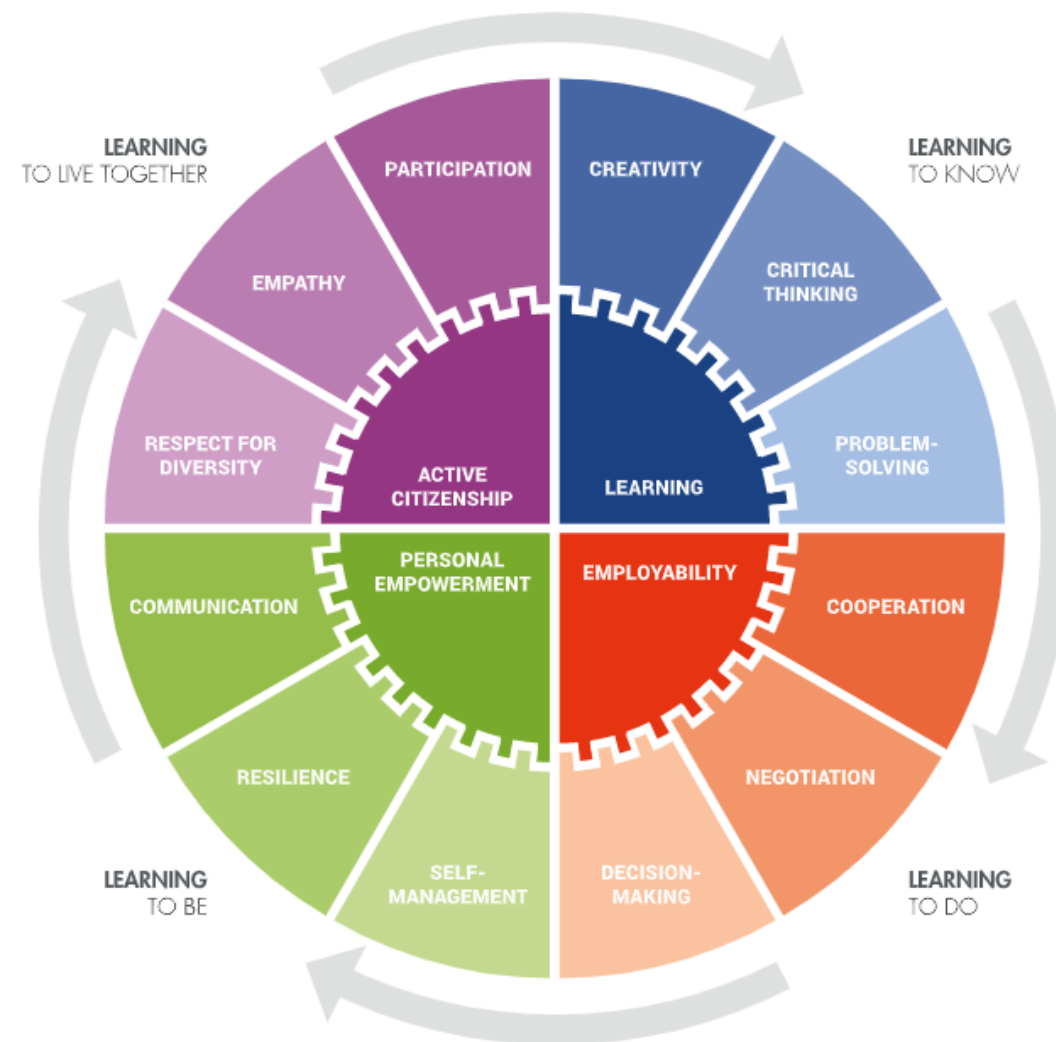 LEARNING
TO LIVE TOGETHER
LEARNING
TO KNOW
PARTICIPATION
CREATIVITY
EMPATHY
CRITICAL
THINKING
RESPECT FOR
DIVERSITY
PROBLEM-
SOLVING
ACTIVE
CITIZENSHIP
LEARNING
PERSONAL
EMPOWERMENT
EMPLOYABILITY
COMMUNICATION
COOPERATION
RESILIENCE
NEGOTIATION
SELF-
MANAGEMENT
DECISION-
MAKING
LEARNING
TO BE
LEARNING
TO DO